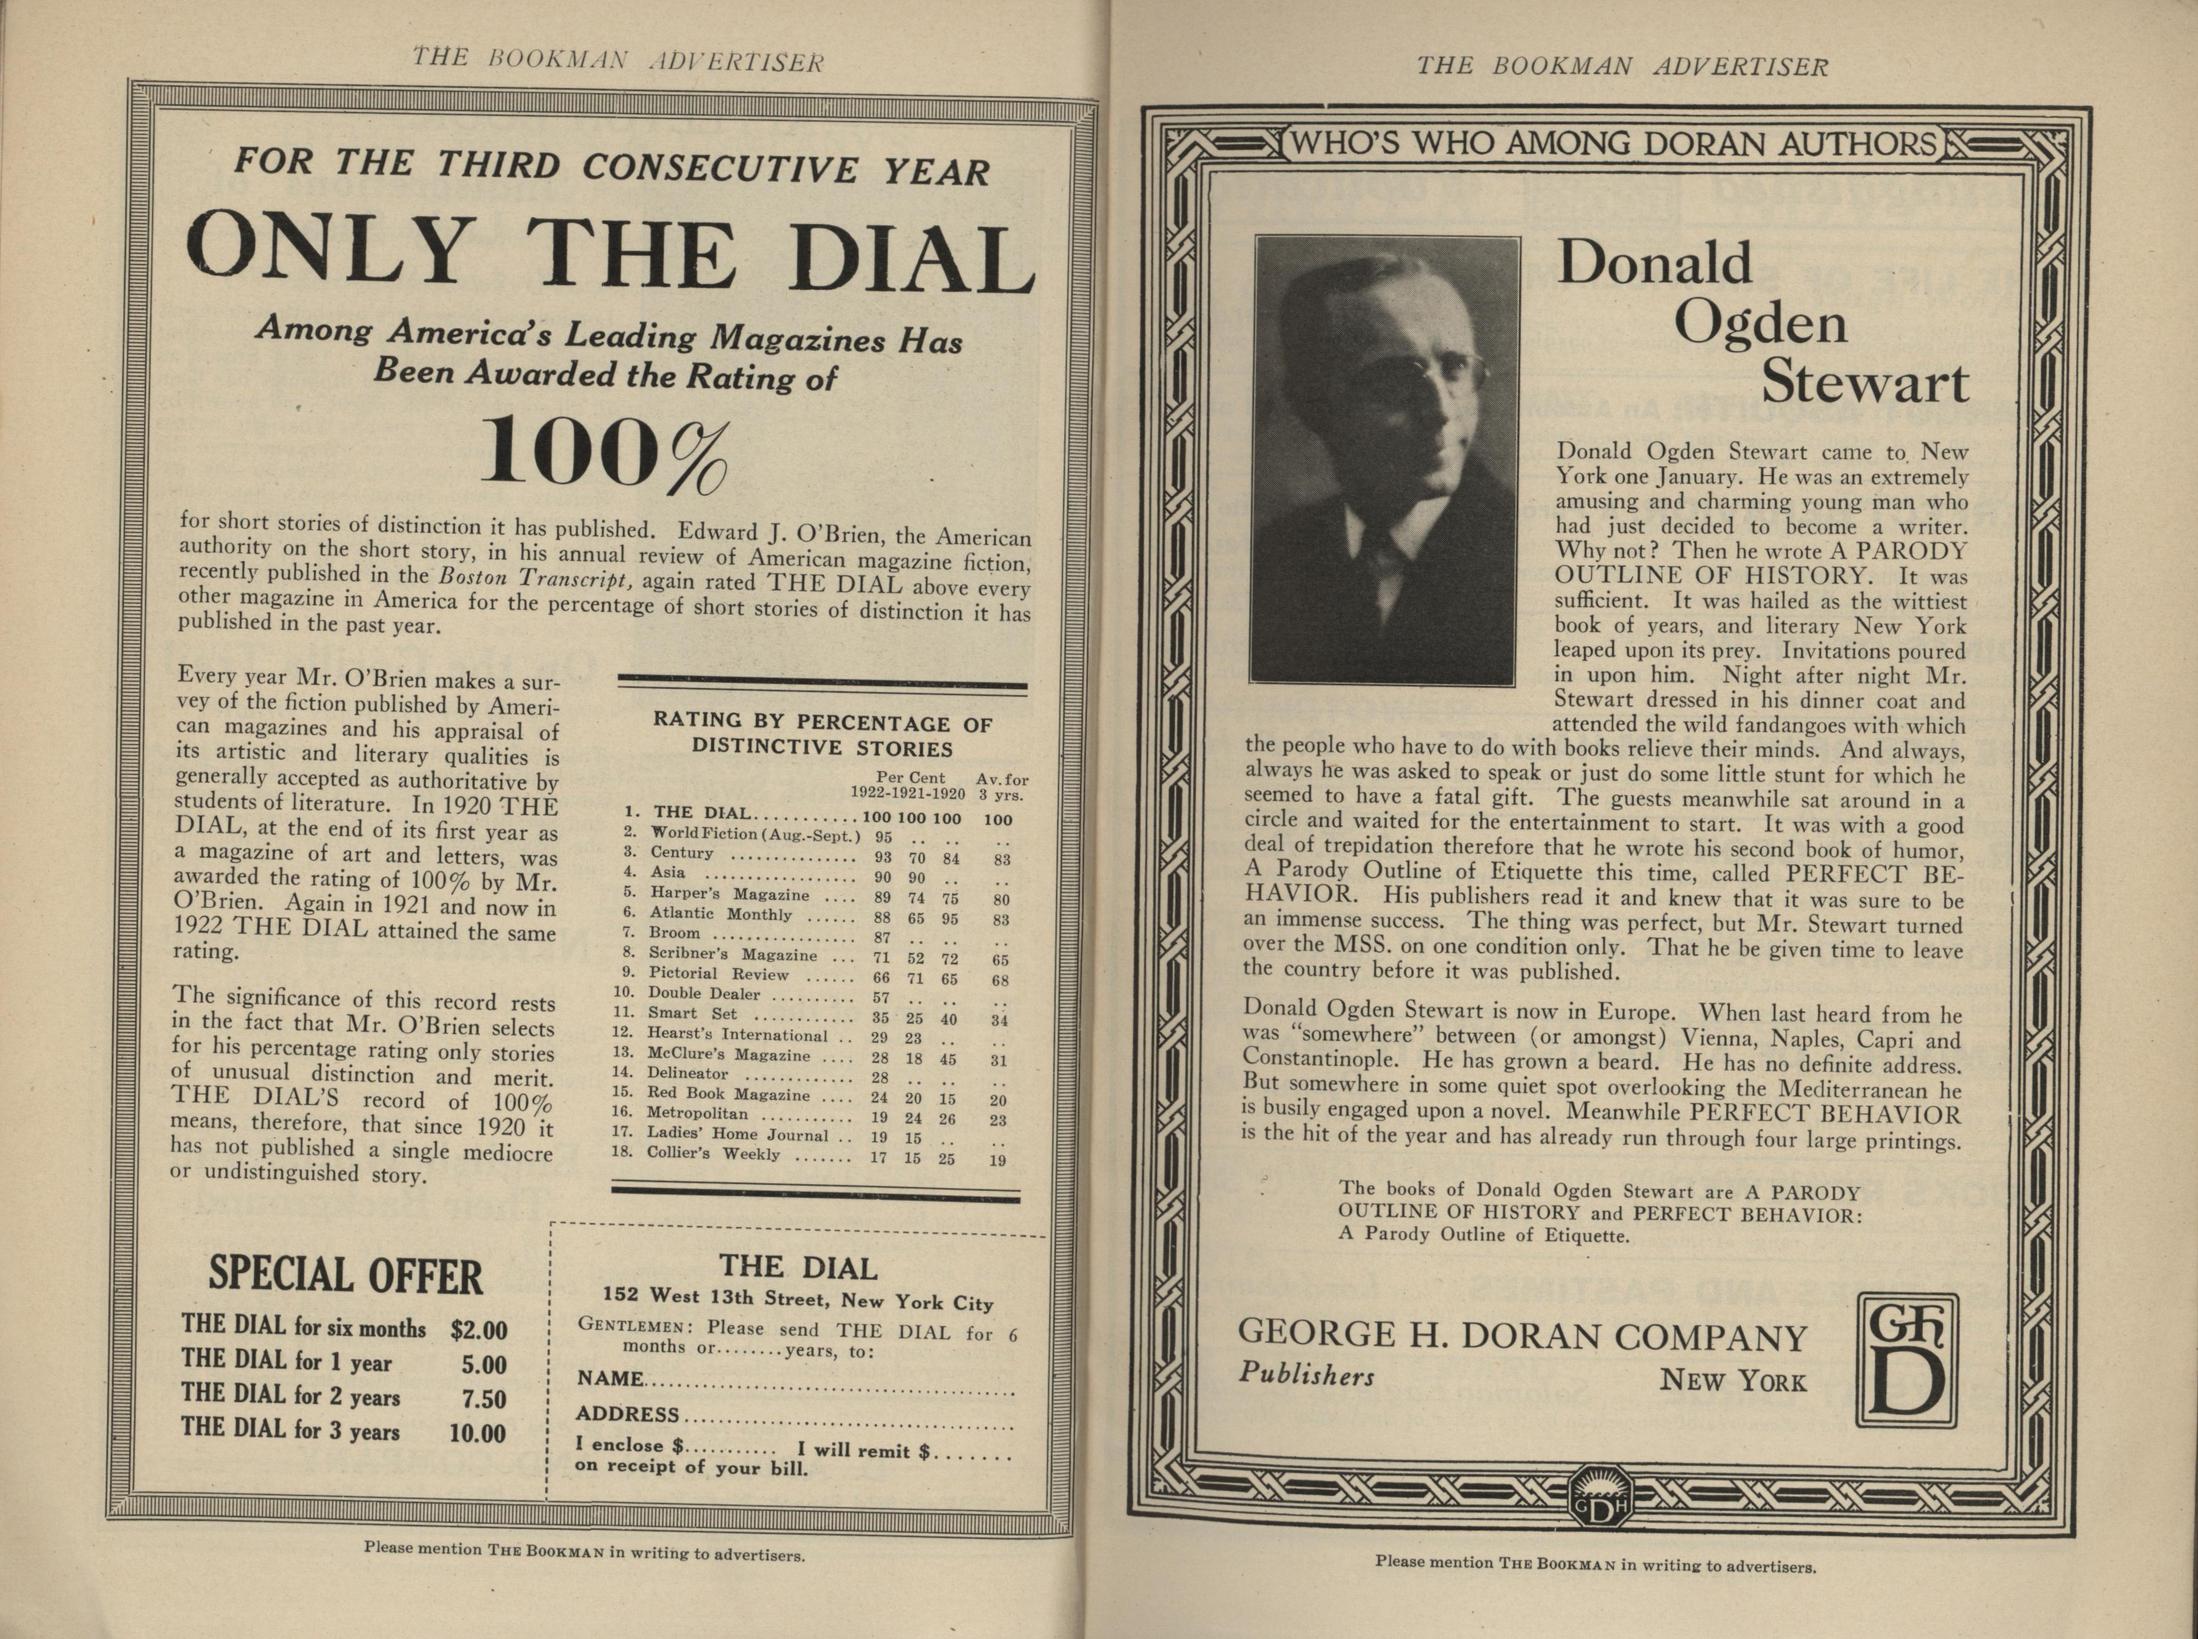 THE BOOKMAN ADVERTISER
FOR THE THIRD CONSECUTIVE YEAR
ONLY THE DIAL
Among America's Leading Magazines Has
Been Awarded the Rating of
100%
for short stories of distinction it has published. Edward J. O'Brien, the American
authority on the short story, in his annual review of American magazine fiction,
recently published in the Boston Transcript, again rated THE DIAL above every
other magazine in America for the percentage of short stories of distinction it has
published in the past year.
Every year Mr. O'Brien makes a sur-
vey of the fiction published by Ameri-
can magazines and his appraisal of
its artistic and literary qualities is
generally accepted as authoritative by
students of literature. In 1920 THE
DIAL, at the end of its first year as
a magazine of art and letters, was
awarded the rating of 100% by Mr.
O'Brien. Again in 1921 and now in
1922 THE DIAL attained the same
rating.
The significance of this record rests
in the fact that Mr. O'Brien selects
for his percentage rating only stories
of unusual distinction and merit.
THE DIAL'S record of 100%
means, therefore, that since 1920 it
has not published a single mediocre
or undistinguished story.
RATING BY PERCENTAGE OF
DISTINCTIVE STORIES
Per Cent Av. for
1922-1921-1920 3 yrs.
1. THE DIAL........... 100 100 100 100
2. World Fiction (Aug.-Sept.) 95 .. .. ..
3. Century .............. 93 70 84 83
4. Asia ................. 90 90 .. ..
5. Harper's Magazine .... 89 74 75 80
6. Atlantic Monthly ...... 88 65 95 83
7. Broom ................ 87 .. .. ..
8. Scribner's Magazine ... 71 52 72 65
9. Pictorial Review ...... 66 71 65 68
10. Double Dealer .......... 57 .. .. ..
11. Smart Set ............ 35 25 40 34
12. Hearst's International .. 29 23 .. ..
13. McClure's Magazine .... 28 18 45 31
14. Delineator ............. 28 .. .. ..
15. Red Book Magazine .... 24 20 15 20
16. Metropolitan ........... 19 24 26 23
17. Ladies' Home Journal .. 19 15 .. ..
18. Collier's Weekly ....... 17 15 25 19
SPECIAL OFFER
THE DIAL for six months $2.00
THE DIAL for 1 year 5.00
THE DIAL for 2 years 7.50
THE DIAL for 3 years 10.00
THE DIAL
152 West 13th Street, New York City
GENTLEMEN: Please send THE DIAL for 6
months or........years, to:
NAME..........................................
ADDRESS.....................................
I enclose $........... I will remit $.......
on receipt of your bill.
Please mention THE BOOKMAN in writing to advertisers.
THE BOOKMAN ADVERTISER
WHO'S WHO AMONG DORAN AUTHORS
Donald
Ogden
Stewart
Donald Ogden Stewart came to New
York one January. He was an extremely
amusing and charming young man who
had just decided to become a writer.
Why not? Then he wrote A PARODY
OUTLINE OF HISTORY. It was
sufficient. It was hailed as the wittiest
book of years, and literary New York
leaped upon its prey. Invitations poured
in upon him. Night after night Mr.
Stewart dressed in his dinner coat and
attended the wild fandangoes with which
the people who have to do with books relieve their minds. And always,
always he was asked to speak or just do some little stunt for which he
seemed to have a fatal gift. The guests meanwhile sat around in a
circle and waited for the entertainment to start. It was with a good
deal of trepidation therefore that he wrote his second book of humor,
A Parody Outline of Etiquette this time, called PERFECT BE-
HAVIOR. His publishers read it and knew that it was sure to be
an immense success. The thing was perfect, but Mr. Stewart turned
over the MSS. on one condition only. That he be given time to leave
the country before it was published.
Donald Ogden Stewart is now in Europe. When last heard from he
was "somewhere" between (or amongst) Vienna, Naples, Capri and
Constantinople. He has grown a beard. He has no definite address.
But somewhere in some quiet spot overlooking the Mediterranean he
is busily engaged upon a novel. Meanwhile PERFECT BEHAVIOR
is the hit of the year and has already run through four large printings.
The books of Donald Ogden Stewart are A PARODY
OUTLINE OF HISTORY and PERFECT BEHAVIOR:
A Parody Outline of Etiquette.
GEORGE H. DORAN COMPANY
Publishers NEW YORK
GHD
GDH
Please mention THE BOOKMAN in writing to advertisers.